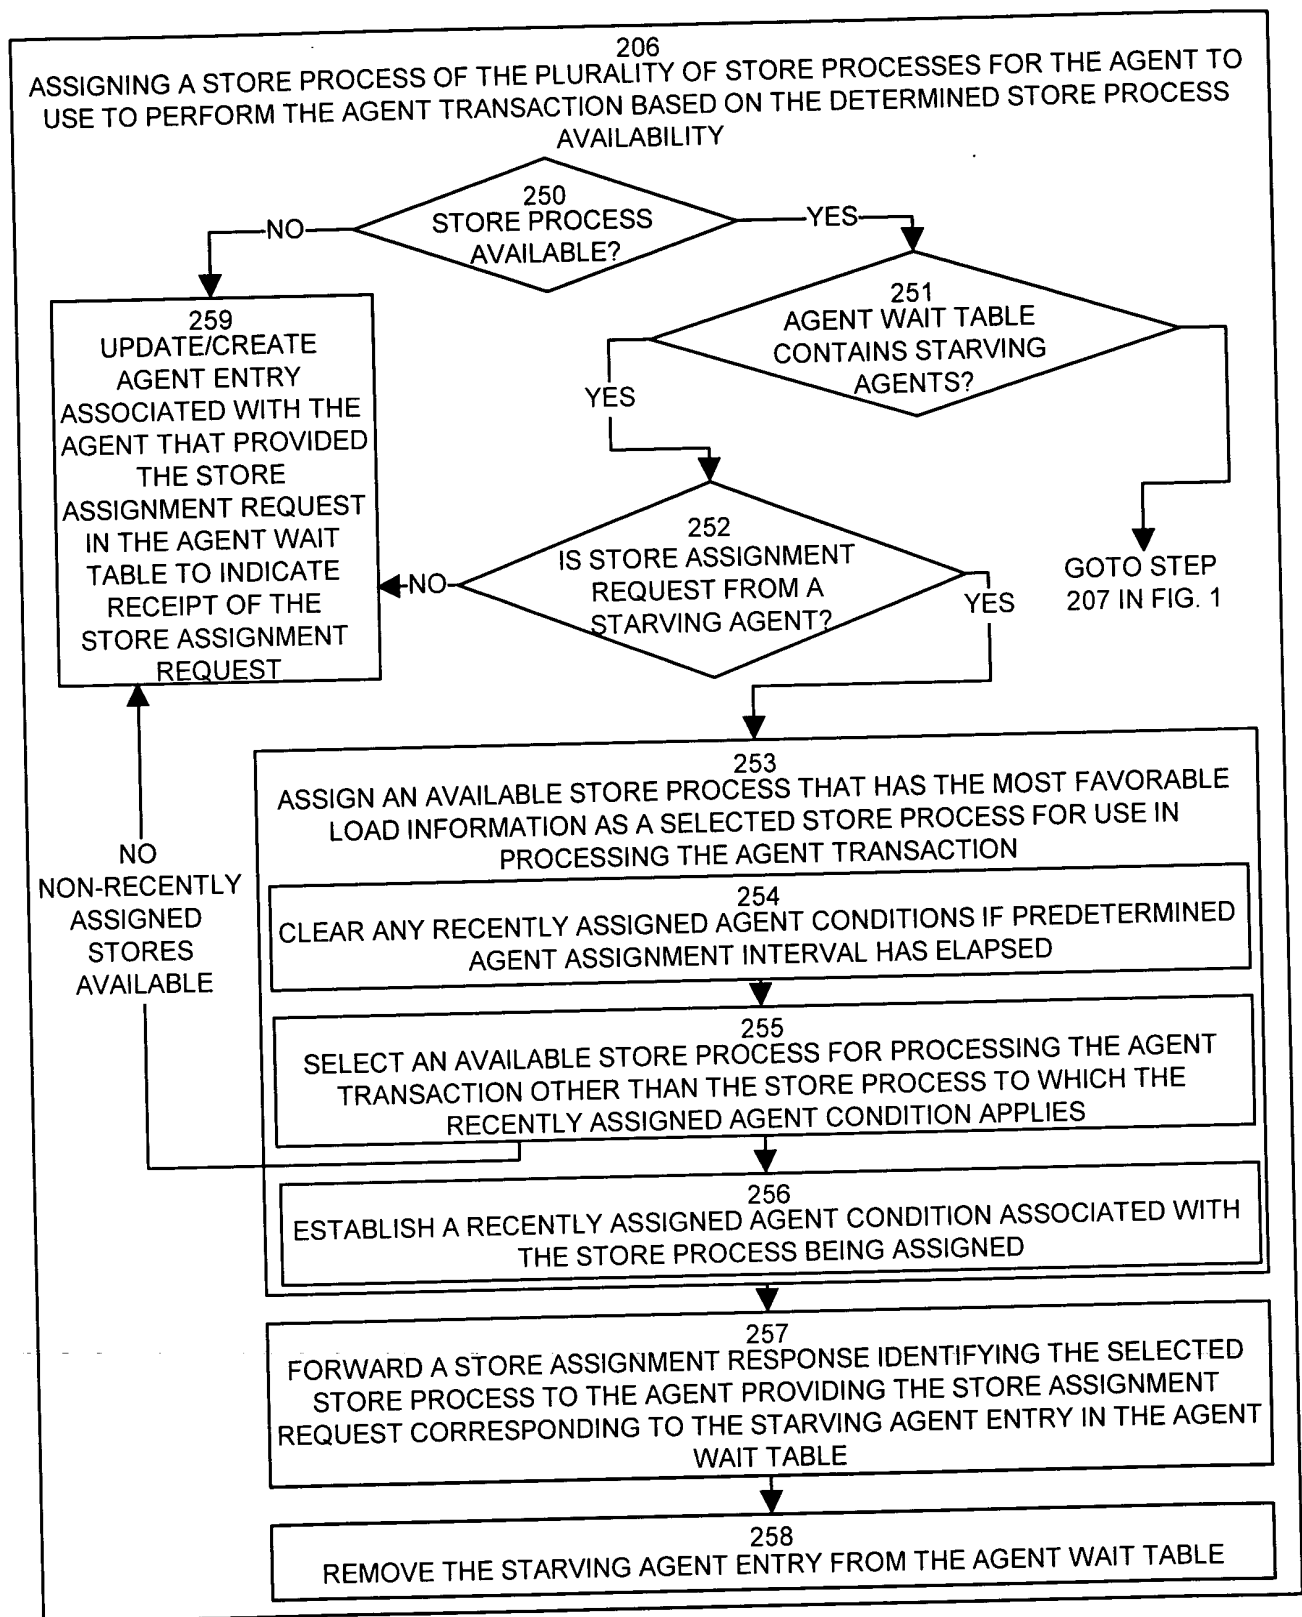 206
ASSIGNING A STORE PROCESS OF THE PLURALITY OF STORE PROCESSES FOR THE AGENT TO
USE TO PERFORM THE AGENT TRANSACTION BASED ON THE DETERMINED STORE PROCESS
AVAILABILITY
250
STORE PROCESS
AVAILABLE?
NO
YES
251
AGENT WAIT TABLE
CONTAINS STARVING
AGENTS?
259
UPDATE/CREATE
AGENT ENTRY
ASSOCIATED WITH THE
AGENT THAT PROVIDED
THE STORE
ASSIGNMENT REQUEST
IN THE AGENT WAIT
TABLE TO INDICATE
RECEIPT OF THE
STORE ASSIGNMENT
REQUEST
YES
252
IS STORE ASSIGNMENT
REQUEST FROM A
STARVING AGENT?
NO
YES
GOTO STEP
207 IN FIG. 1
253
ASSIGN AN AVAILABLE STORE PROCESS THAT HAS THE MOST FAVORABLE
LOAD INFORMATION AS A SELECTED STORE PROCESS FOR USE IN
PROCESSING THE AGENT TRANSACTION
NO
NON-RECENTLY
ASSIGNED
STORES
AVAILABLE
254
CLEAR ANY RECENTLY ASSIGNED AGENT CONDITIONS IF PREDETERMINED
AGENT ASSIGNMENT INTERVAL HAS ELAPSED
255
SELECT AN AVAILABLE STORE PROCESS FOR PROCESSING THE AGENT
TRANSACTION OTHER THAN THE STORE PROCESS TO WHICH THE
RECENTLY ASSIGNED AGENT CONDITION APPLIES
256
ESTABLISH A RECENTLY ASSIGNED AGENT CONDITION ASSOCIATED WITH
THE STORE PROCESS BEING ASSIGNED
257
FORWARD A STORE ASSIGNMENT RESPONSE IDENTIFYING THE SELECTED
STORE PROCESS TO THE AGENT PROVIDING THE STORE ASSIGNMENT
REQUEST CORRESPONDING TO THE STARVING AGENT ENTRY IN THE AGENT
WAIT TABLE
258
REMOVE THE STARVING AGENT ENTRY FROM THE AGENT WAIT TABLE